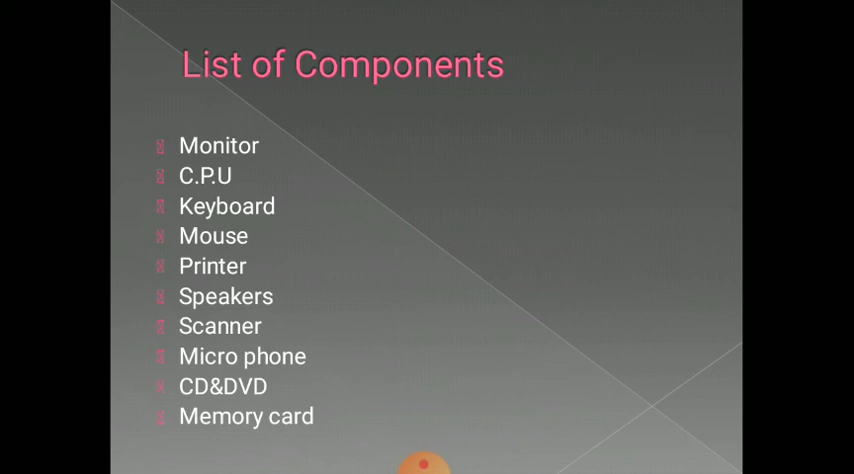 List of Components
Monitor
C.P.U
Keyboard
Mouse
Printer
Speakers
Scanner
Micro phone
CD&DVD
Memory card